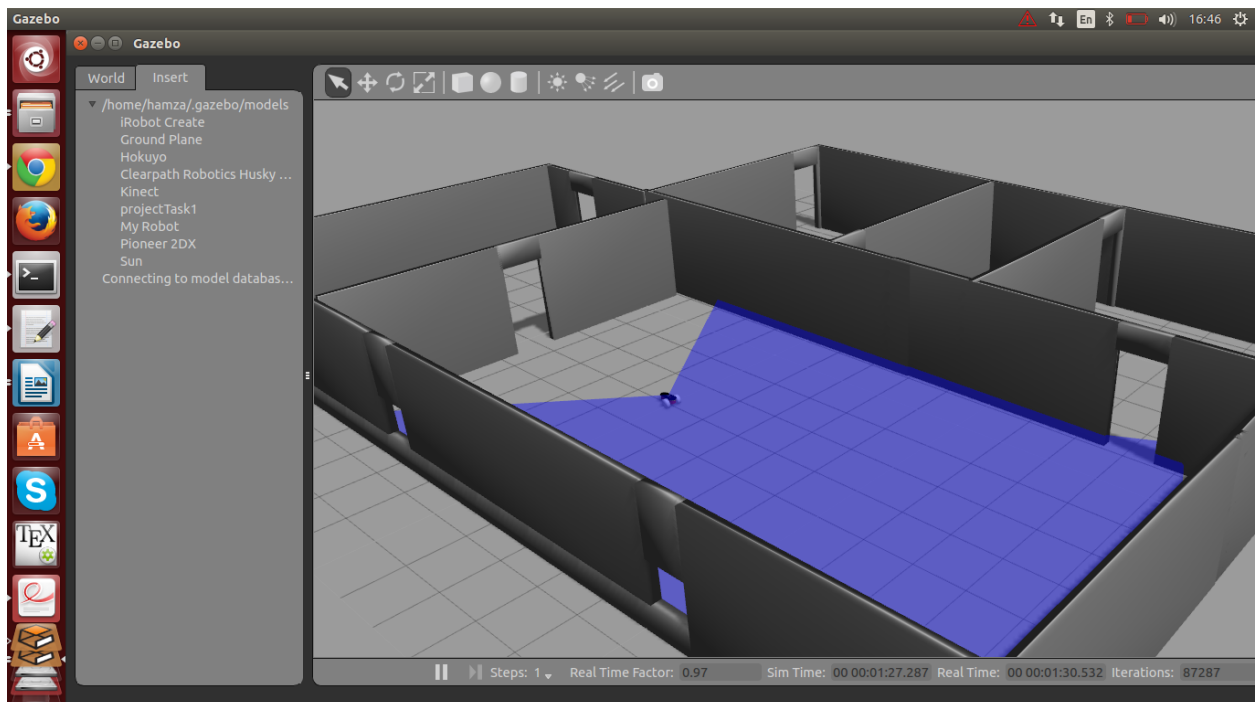 Gazebo
En
16:46
Gazebo
World Insert
/home/hamza/.gazebo/models
iRobot Create
Ground Plane
Hokuyo
Clearpath Robotics Husky ...
Kinect
projectTask1
My Robot
Pioneer 2DX
Sun
Connecting to model databas...
S
TEX
Steps: 1 Real Time Factor: 0.97 Sim Time: 00 00:01:27.287 Real Time: 00 00:01:30.532 Iterations: 87287